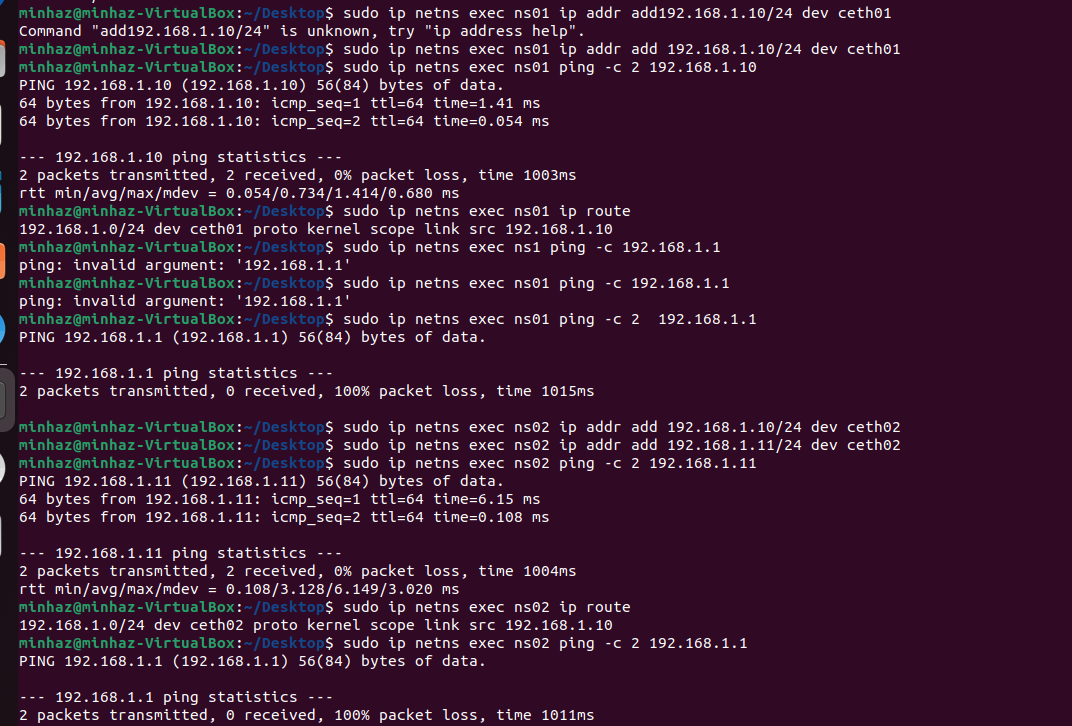 minhaz@minhaz-VirtualBox:~/Desktop$ sudo ip netns exec ns01 ip addr add192.168.1.10/24 dev ceth01
Command "add192.168.1.10/24" is unknown, try "ip address help".
minhaz@minhaz-VirtualBox:~/Desktop$ sudo ip netns exec ns01 ip addr add 192.168.1.10/24 dev ceth01
minhaz@minhaz-VirtualBox:~/Desktop$ sudo ip netns exec ns01 ping -c 2 192.168.1.10
PING 192.168.1.10 (192.168.1.10) 56(84) bytes of data.
64 bytes from 192.168.1.10: icmp_seq=1 ttl=64 time=1.41 ms
64 bytes from 192.168.1.10: icmp_seq=2 ttl=64 time=0.054 ms

--- 192.168.1.10 ping statistics ---
2 packets transmitted, 2 received, 0% packet loss, time 1003ms
rtt min/avg/max/mdev = 0.054/0.734/1.414/0.680 ms
minhaz@minhaz-VirtualBox:~/Desktop$ sudo ip netns exec ns01 ip route
192.168.1.0/24 dev ceth01 proto kernel scope link src 192.168.1.10
minhaz@minhaz-VirtualBox:~/Desktop$ sudo ip netns exec ns1 ping -c 192.168.1.1
ping: invalid argument: '192.168.1.1'
minhaz@minhaz-VirtualBox:~/Desktop$ sudo ip netns exec ns01 ping -c 192.168.1.1
ping: invalid argument: '192.168.1.1'
minhaz@minhaz-VirtualBox:~/Desktop$ sudo ip netns exec ns01 ping -c 2  192.168.1.1
PING 192.168.1.1 (192.168.1.1) 56(84) bytes of data.

--- 192.168.1.1 ping statistics ---
2 packets transmitted, 0 received, 100% packet loss, time 1015ms

minhaz@minhaz-VirtualBox:~/Desktop$ sudo ip netns exec ns02 ip addr add 192.168.1.10/24 dev ceth02
minhaz@minhaz-VirtualBox:~/Desktop$ sudo ip netns exec ns02 ip addr add 192.168.1.11/24 dev ceth02
minhaz@minhaz-VirtualBox:~/Desktop$ sudo ip netns exec ns02 ping -c 2 192.168.1.11
PING 192.168.1.11 (192.168.1.11) 56(84) bytes of data.
64 bytes from 192.168.1.11: icmp_seq=1 ttl=64 time=6.15 ms
64 bytes from 192.168.1.11: icmp_seq=2 ttl=64 time=0.108 ms

--- 192.168.1.11 ping statistics ---
2 packets transmitted, 2 received, 0% packet loss, time 1004ms
rtt min/avg/max/mdev = 0.108/3.128/6.149/3.020 ms
minhaz@minhaz-VirtualBox:~/Desktop$ sudo ip netns exec ns02 ip route
192.168.1.0/24 dev ceth02 proto kernel scope link src 192.168.1.10
minhaz@minhaz-VirtualBox:~/Desktop$ sudo ip netns exec ns02 ping -c 2 192.168.1.1
PING 192.168.1.1 (192.168.1.1) 56(84) bytes of data.

--- 192.168.1.1 ping statistics ---
2 packets transmitted, 0 received, 100% packet loss, time 1011ms